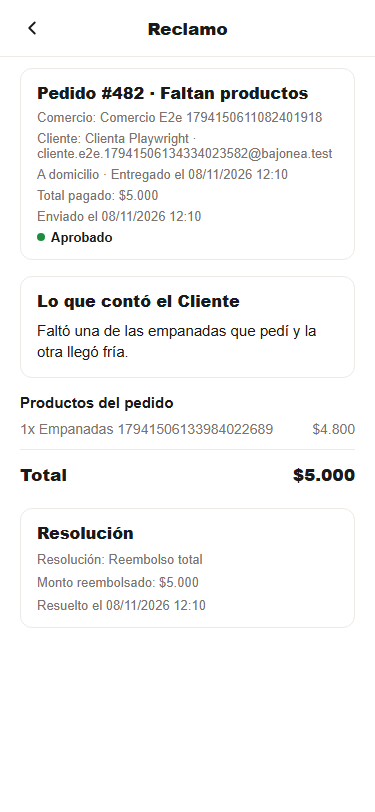 Reclamo
Pedido #482 · Faltan productos
Comercio: Comercio E2e 1794150611082401918
Cliente: Clienta Playwright ·
cliente.e2e.17941506134334023582@bajonea.test
A domicilio · Entregado el 08/11/2026 12:10
Total pagado: $5.000
Enviado el 08/11/2026 12:10
Aprobado
Lo que contó el Cliente
Faltó una de las empanadas que pedí y la
otra llegó fría.
Productos del pedido
1x Empanadas 17941506133984022689 $4.800
Total $5.000
Resolución
Resolución: Reembolso total
Monto reembolsado: $5.000
Resuelto el 08/11/2026 12:10